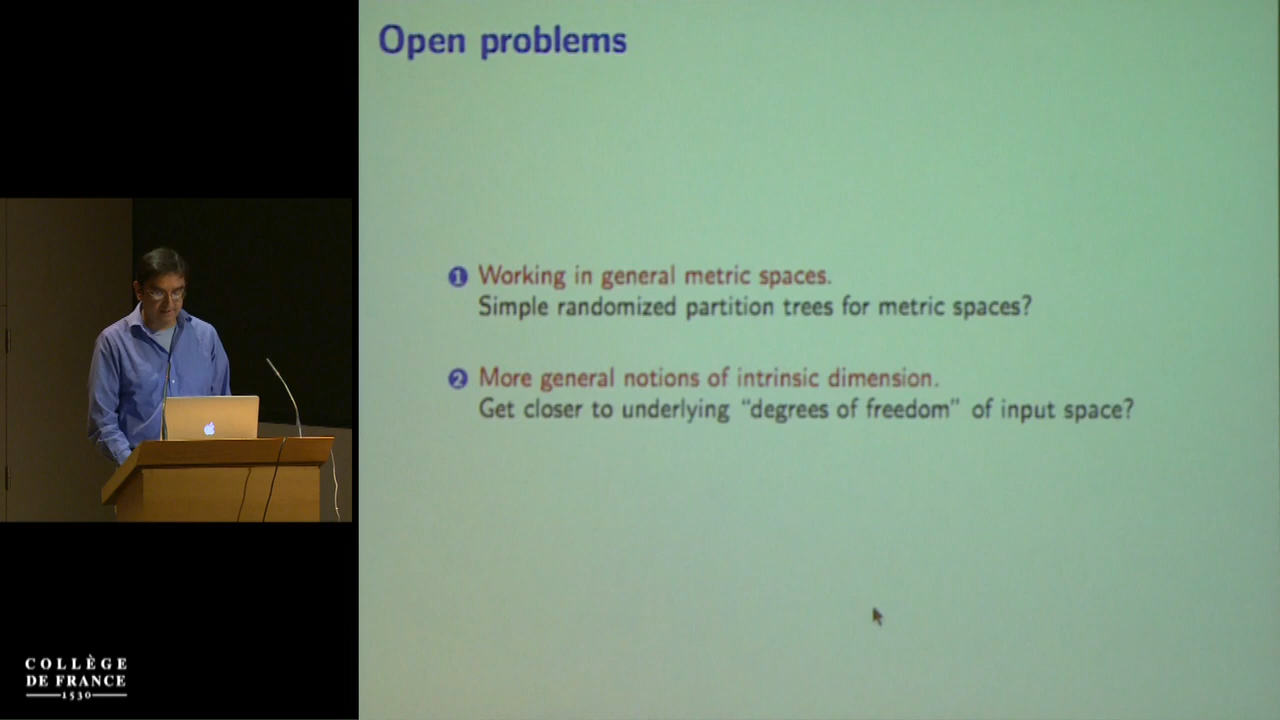 Open problems
1 Working in general metric spaces.
Simple randomized partition trees for metric spaces?
2 More general notions of intrinsic dimension.
Get closer to underlying “degrees of freedom” of input space?
COLLÈGE
DE FRANCE
1530